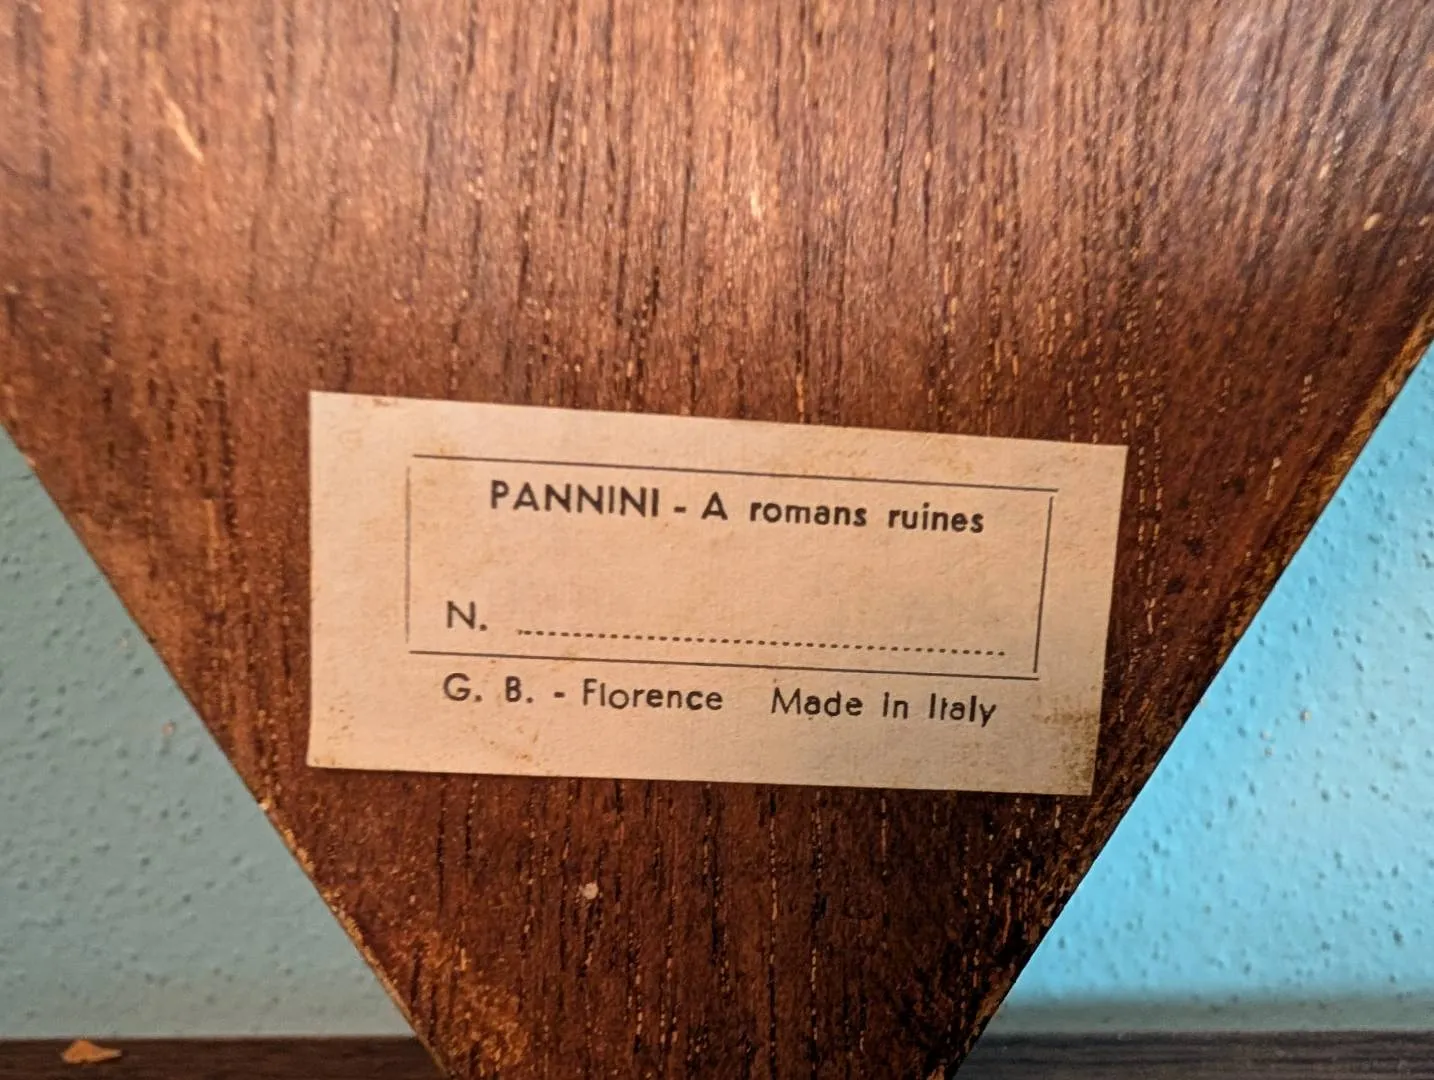 PANNINI - A romans ruines
N. ........................................
G. B. - Florence Made in Italy